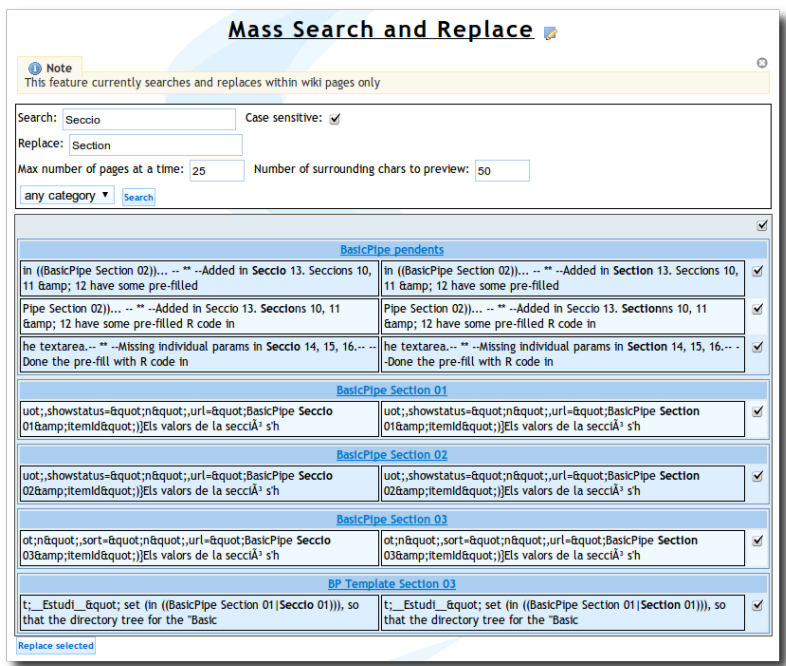 Mass Search and Replace
Note
This feature currently searches and replaces within wiki pages only
Search: Seccio Case sensitive:
Replace: Section
Max number of pages at a time: 25 Number of surrounding chars to preview: 50
any category ▼ Search
BasicPipe pendents
in ((BasicPipe Section 02))... -- ** --Added in Seccio 13. Seccions 10,
11 &amp; 12 have some pre-filled
in ((BasicPipe Section 02))... -- ** --Added in Section 13. Seccions 10,
11 &amp; 12 have some pre-filled
Pipe Section 02))... -- ** --Added in Seccio 13. Seccions 10, 11
&amp; 12 have some pre-filled R code in
Pipe Section 02))... -- ** --Added in Seccio 13. Sectionns 10, 11
&amp; 12 have some pre-filled R code in
he textarea.-- ** --Missing individual params in Seccio 14, 15, 16.-- --
Done the pre-fill with R code in
he textarea.-- ** --Missing individual params in Section 14, 15, 16.-- -
-Done the pre-fill with R code in
BasicPipe Section 01
uot;,showstatus=&quot;n&quot;,url=&quot;BasicPipe Seccio
01&amp;itemId&quot;)}Els valors de la secciÃ³ s'h
uot;,showstatus=&quot;n&quot;,url=&quot;BasicPipe Section
01&amp;itemId&quot;)}Els valors de la secciÃ³ s'h
BasicPipe Section 02
uot;,showstatus=&quot;n&quot;,url=&quot;BasicPipe Seccio
02&amp;itemId&quot;)}Els valors de la secciÃ³ s'h
uot;,showstatus=&quot;n&quot;,url=&quot;BasicPipe Section
02&amp;itemId&quot;)}Els valors de la secciÃ³ s'h
BasicPipe Section 03
ot;n&quot;,sort=&quot;n&quot;,url=&quot;BasicPipe Seccio
03&amp;itemId&quot;)}Els valors de la secciÃ³ s'h
ot;n&quot;,sort=&quot;n&quot;,url=&quot;BasicPipe Section
03&amp;itemId&quot;)}Els valors de la secciÃ³ s'h
BP Template Section 03
t;__Estudi__&quot; set (in ((BasicPipe Section 01|Seccio 01))), so
that the directory tree for the "Basic
t;__Estudi__&quot; set (in ((BasicPipe Section 01|Section 01))), so
that the directory tree for the "Basic
Replace selected